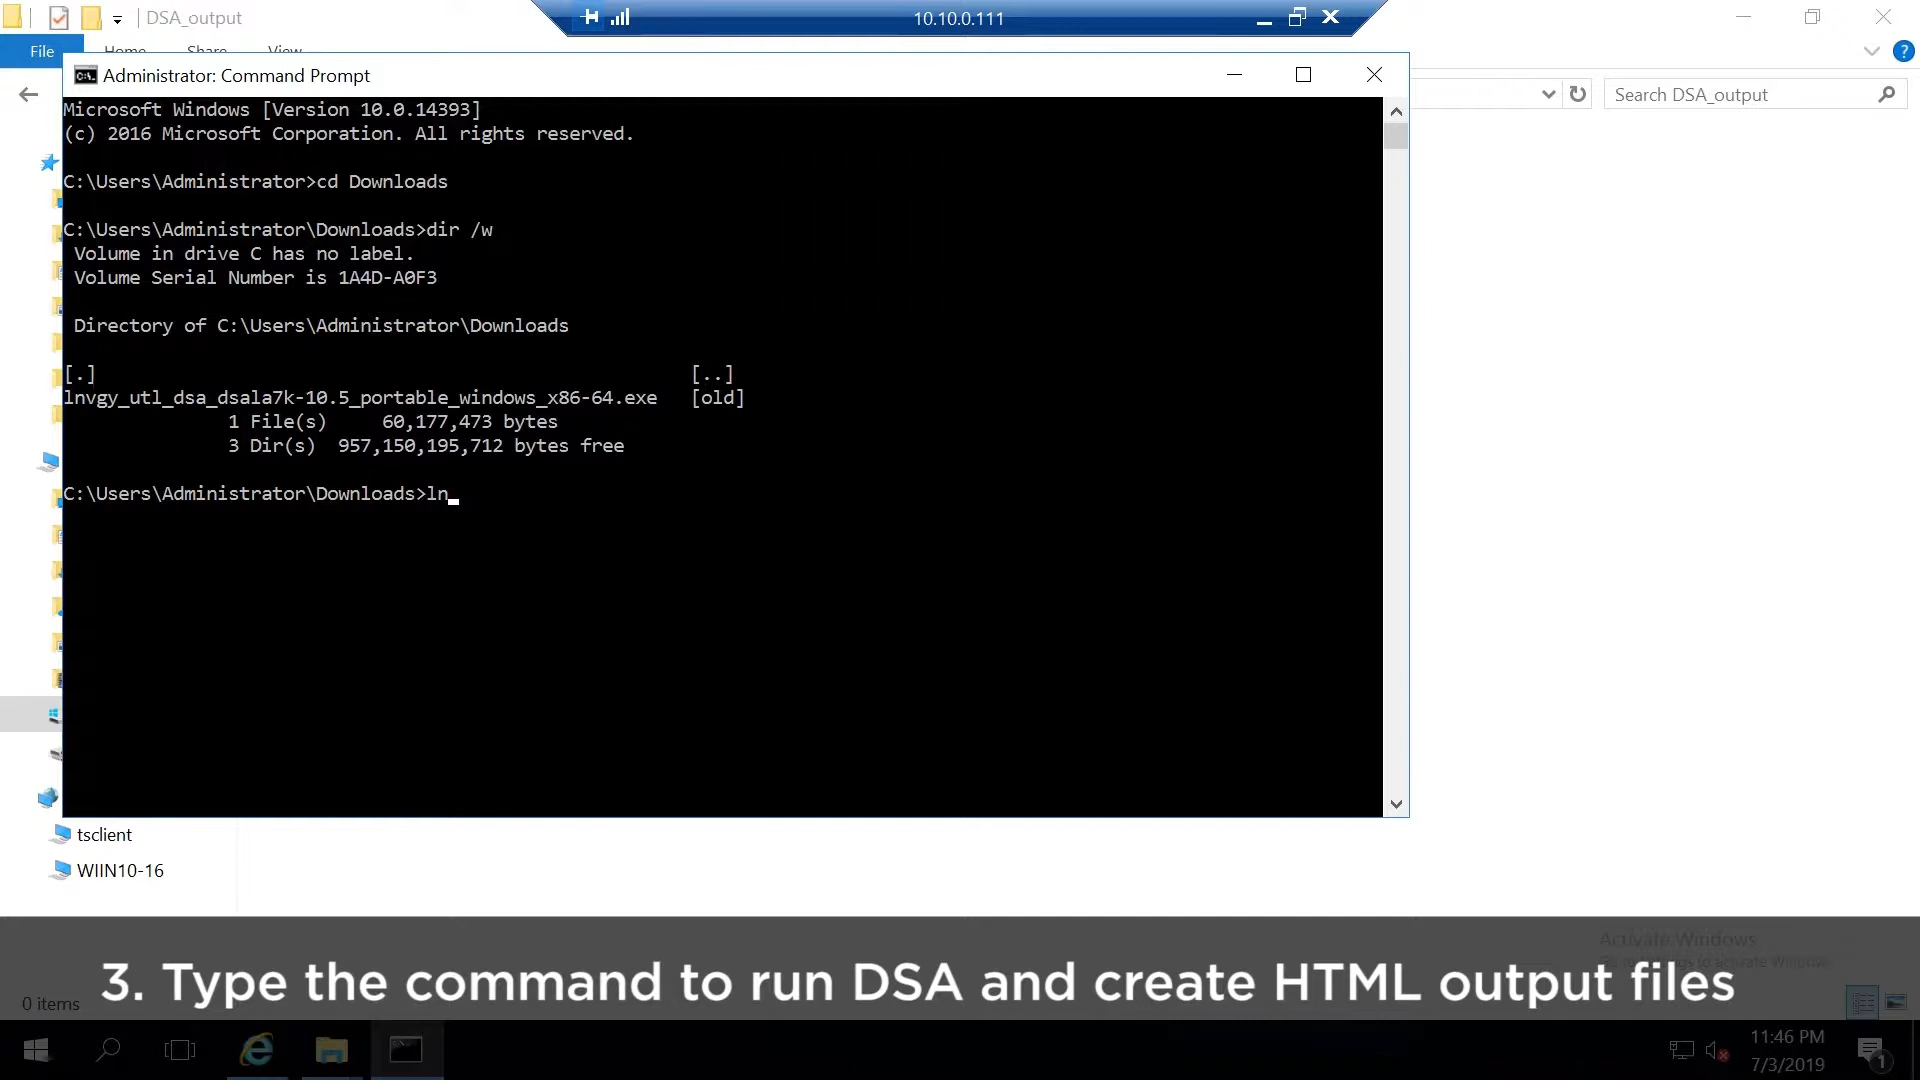 DSA_output
10.10.0.111
File Home Share View
Administrator: Command Prompt
Search DSA_output
Microsoft Windows [Version 10.0.14393]
(c) 2016 Microsoft Corporation. All rights reserved.
C:\Users\Administrator>cd Downloads
C:\Users\Administrator\Downloads>dir /w
Volume in drive C has no label.
Volume Serial Number is 1A4D-A0F3
Directory of C:\Users\Administrator\Downloads
[.] [..]
lnvgy_utl_dsa_dsala7k-10.5_portable_windows_x86-64.exe [old]
1 File(s) 60,177,473 bytes
3 Dir(s) 957,150,195,712 bytes free
C:\Users\Administrator\Downloads>ln_
tsclient
WIIN10-16
Activate Windows
3. Type the command to run DSA and create HTML output files
0 items
11:46 PM
7/3/2019
1